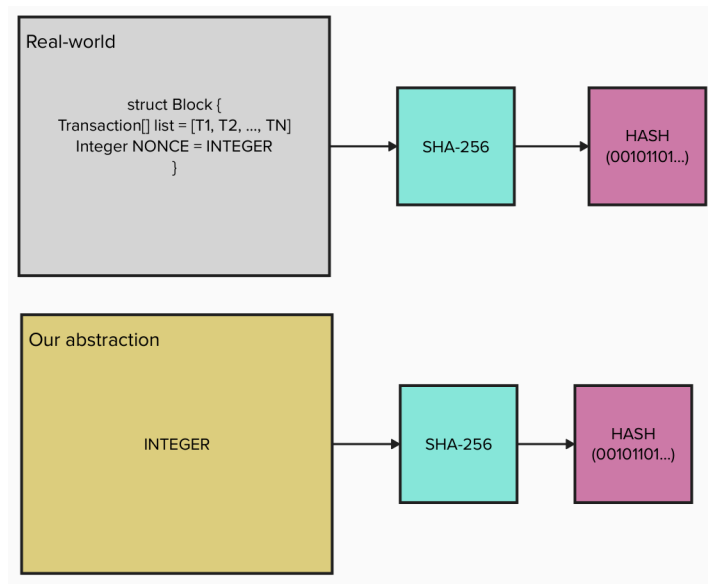 Real-world
struct Block {
Transaction[] list = [T1, T2, ..., TN]
Integer NONCE = INTEGER
}
SHA-256
HASH
(00101101...)
Our abstraction
INTEGER
SHA-256
HASH
(00101101...)